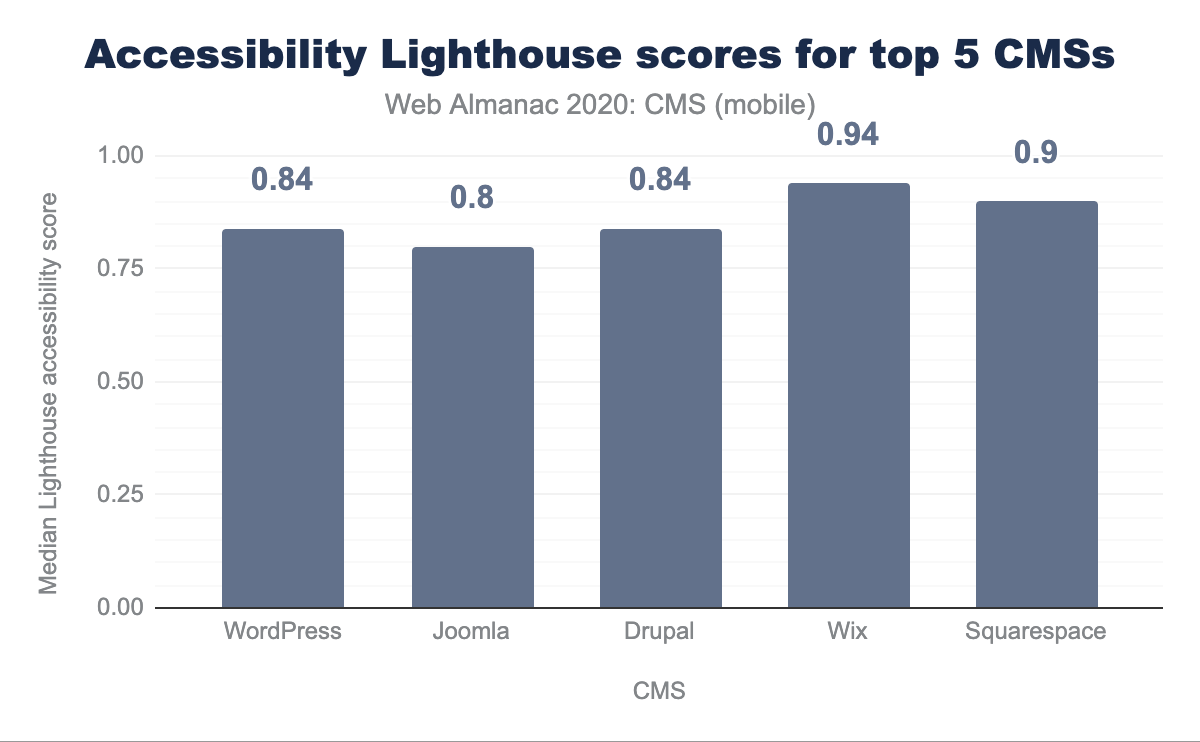 Accessibility Lighthouse scores for top 5 CMSs
Web Almanac 2020: CMS (mobile)
Median Lighthouse accessibility score
1.00
0.75
0.50
0.25
0.00
0.84
0.8
0.84
0.94
0.9
WordPress
Joomla
Drupal
Wix
Squarespace
CMS